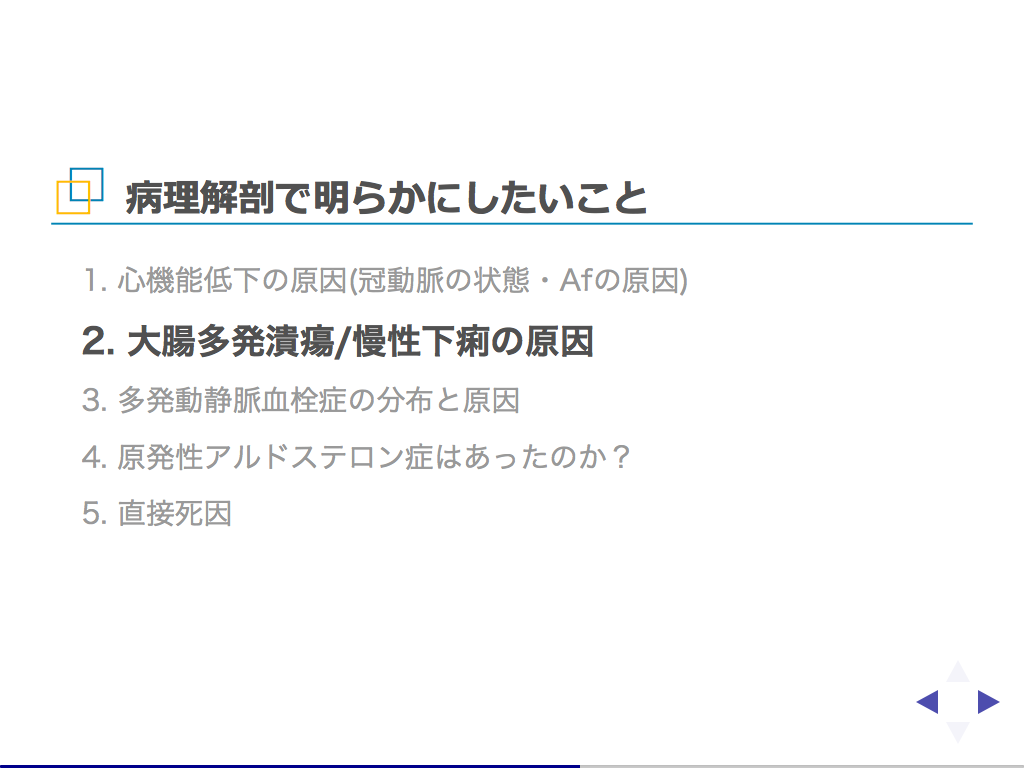 病理解剖で明らかにしたいこと
1. 心機能低下の原因(冠動脈の状態・Afの原因)
2. 大腸多発潰瘍/慢性下痢の原因
3. 多発動静脈血栓症の分布と原因
4. 原発性アルドステロン症はあったのか？
5. 直接死因